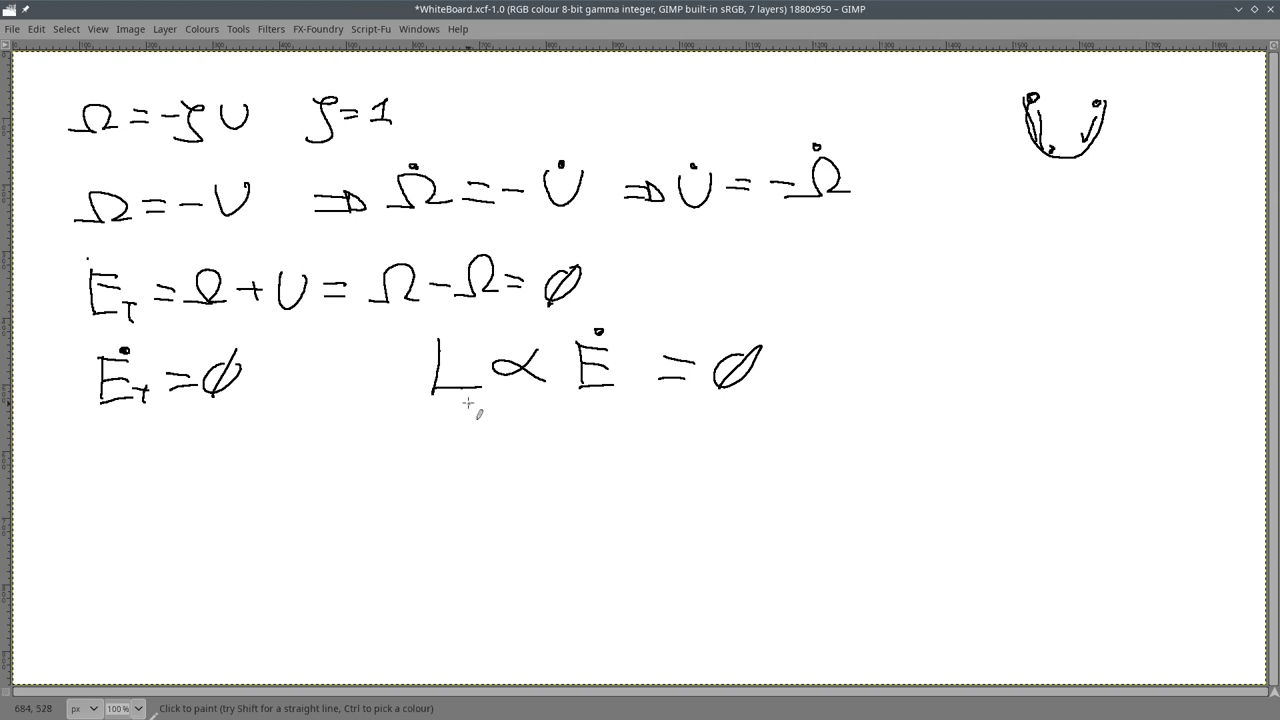 *WhiteBoard.xcf-1.0 (RGB colour 8-bit gamma integer, GIMP built-in sRGB, 7 layers) 1880x950 – GIMP
File Edit Select View Image Layer Colours Tools Filters FX-Foundry Script-Fu Windows Help
Ω = -ζ U    ζ = 1
Ω = - U ⇒ Ω̇ = - U̇ ⇒ U̇ = - Ω̇
E_T = Ω + U = Ω - Ω = ∅
Ė_T = ∅    L ∝ Ė = ∅
684, 528 px 100% Click to paint (try Shift for a straight line, Ctrl to pick a colour)